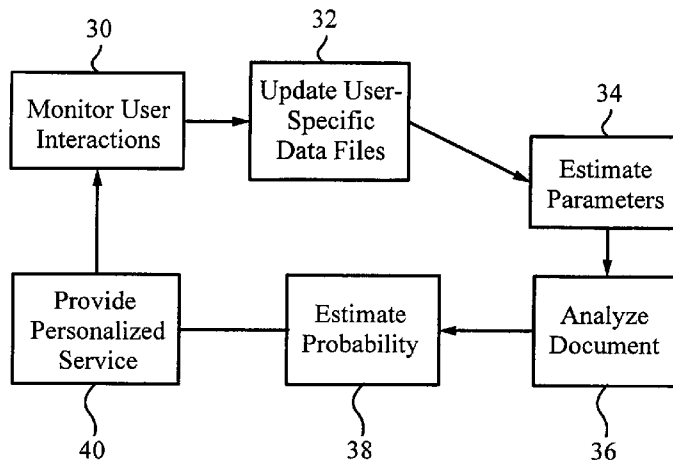 30
Monitor User
Interactions
32
Update User-
Specific
Data Files
34
Estimate
Parameters
Provide
Personalized
Service
40
Estimate
Probability
38
Analyze
Document
36